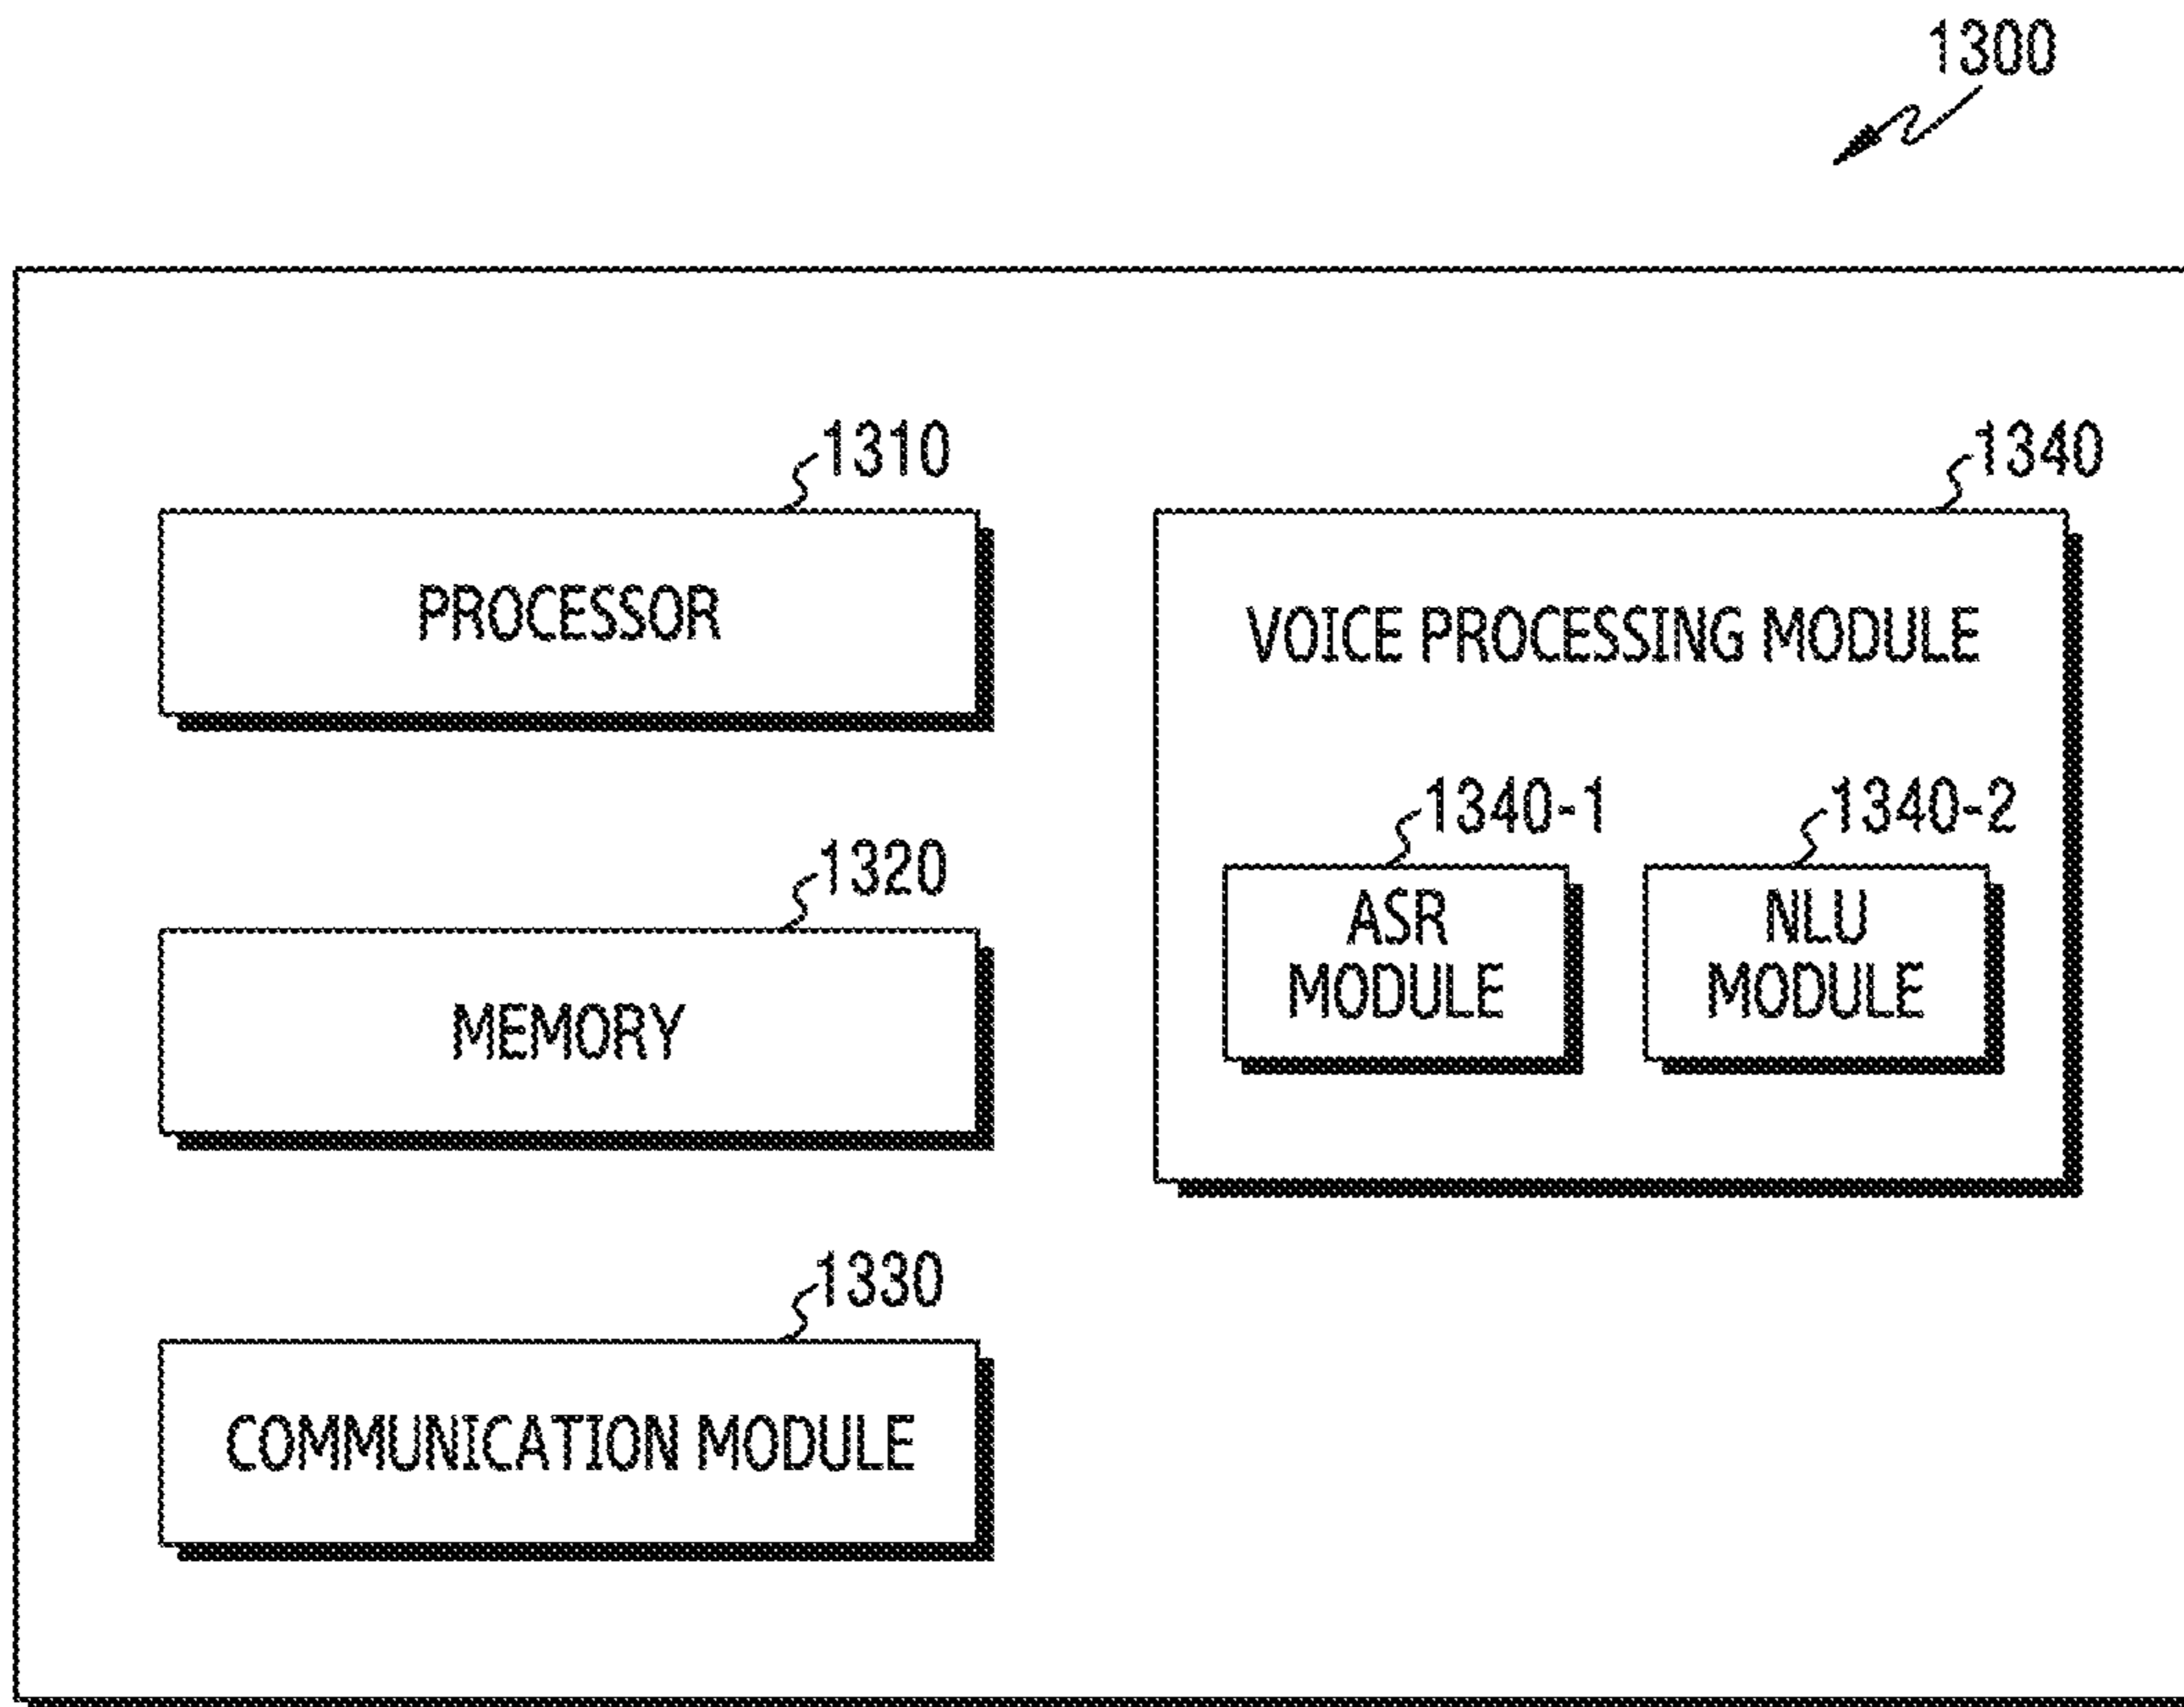 1300
1310
PROCESSOR
1320
MEMORY
1330
COMMUNICATION MODULE
1340
VOICE PROCESSING MODULE
1340-1
ASR
MODULE
1340-2
NLU
MODULE